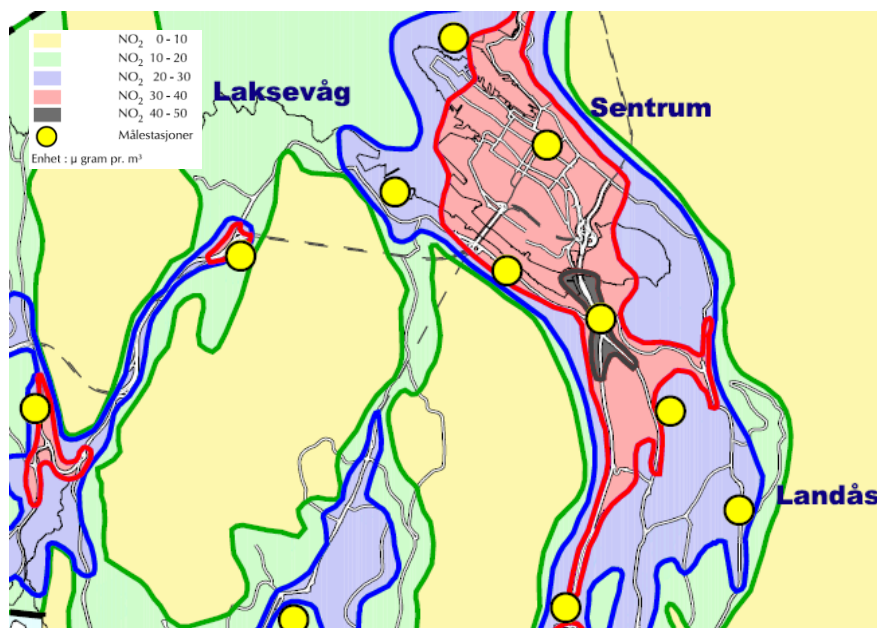 NO₂ 0 - 10
NO₂ 10 - 20
NO₂ 20 - 30
NO₂ 30 - 40
NO₂ 40 - 50
Målestasjoner
Enhet : µ gram pr. m³
Laksevåg
Sentrum
Landås